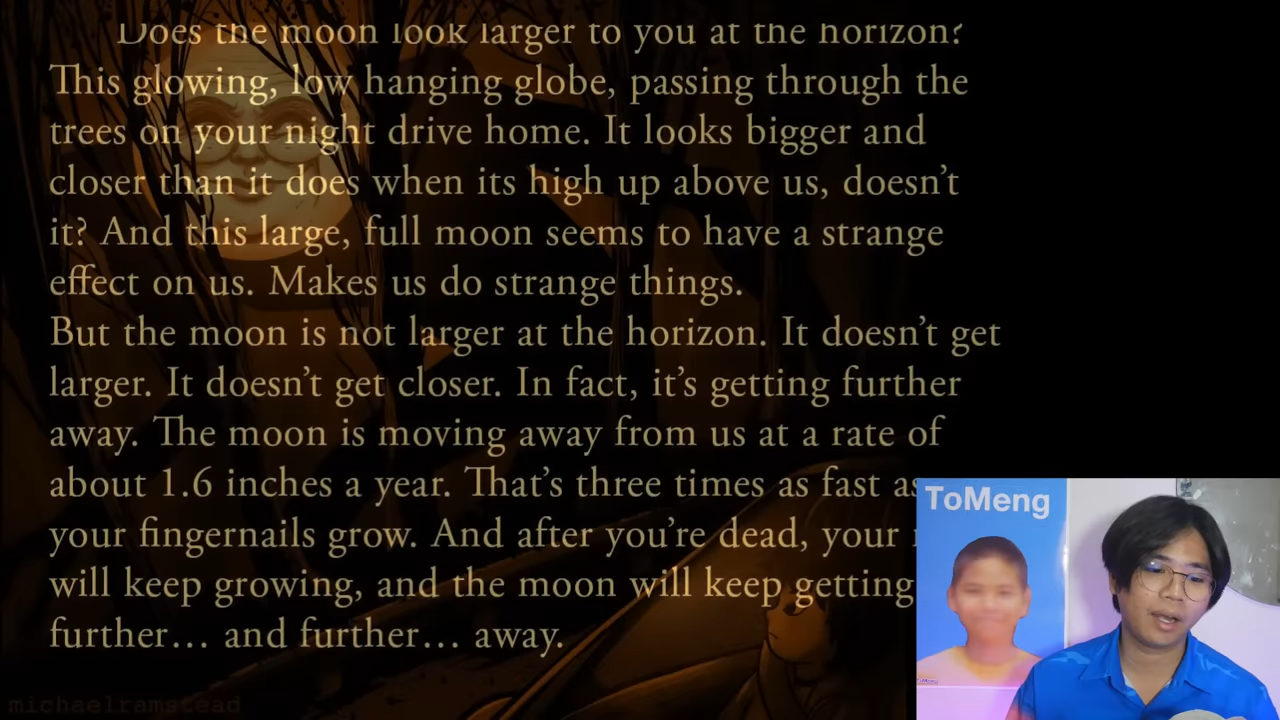 Does the moon look larger to you at the horizon?
This glowing, low hanging globe, passing through the
trees on your night drive home. It looks bigger and
closer than it does when its high up above us, doesn't
it? And this large, full moon seems to have a strange
effect on us. Makes us do strange things.
But the moon is not larger at the horizon. It doesn't get
larger. It doesn't get closer. In fact, it's getting further
away. The moon is moving away from us at a rate of
about 1.6 inches a year. That's three times as fast as
your fingernails grow. And after you're dead, your
will keep growing, and the moon will keep getting
further… and further… away.
michaelramstead
ToMeng